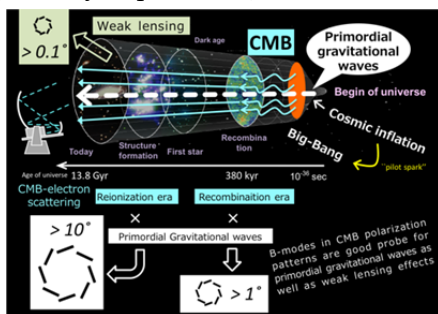 Weak lensing
> 0.1°
Dark age
CMB
Primordial
gravitational
waves
Begin of universe
Cosmic inflation
Big-Bang
"pilot spark"
Today
Structure
formation
First star
Recombina
tion
Age of universe 13.8 Gyr
380 kyr
10⁻³⁶ sec
CMB-electron
scattering
Reionization era
Recombinaition era
×
×
Primordial Gravitational waves
> 10°
> 1°
B-modes in CMB polarization
patterns are good probe for
primordial gravitational waves as
well as weak lensing effects